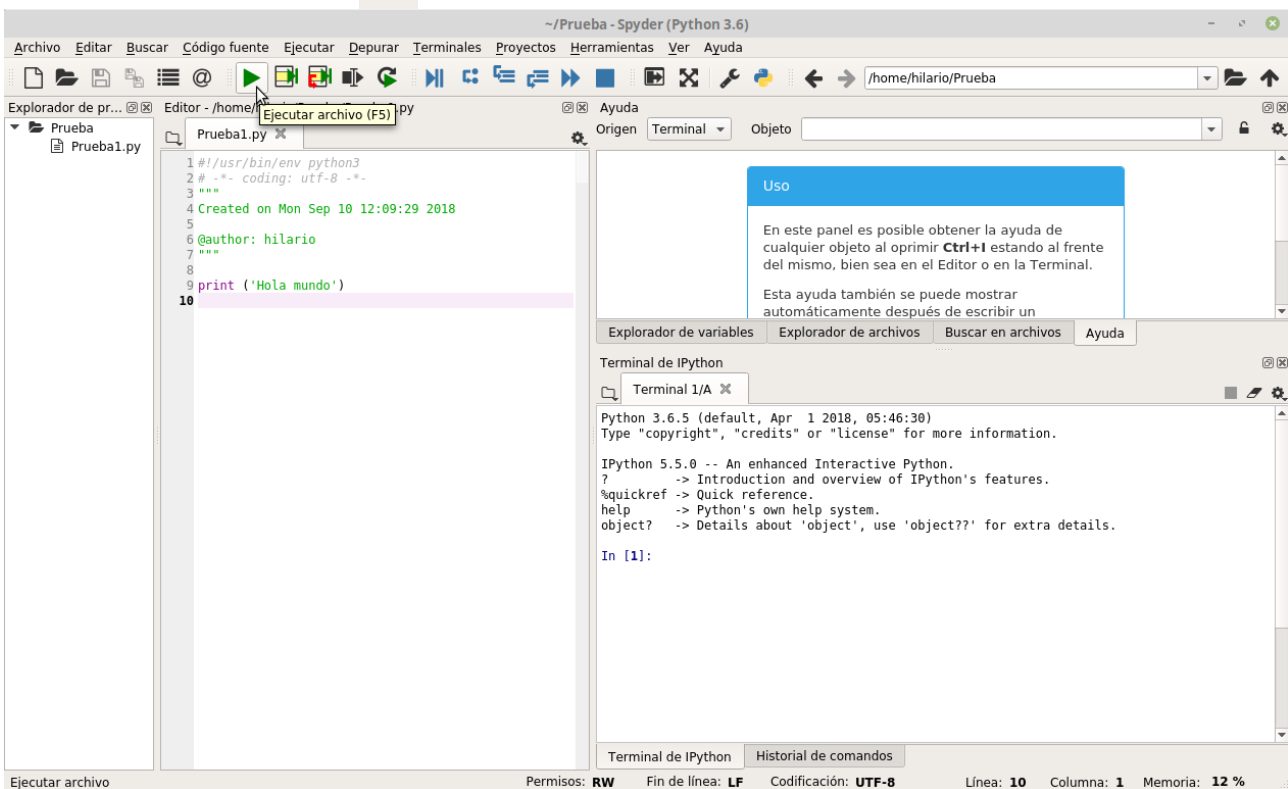 ~/Prueba - Spyder (Python 3.6)
Archivo Editar Buscar Código fuente Ejecutar Depurar Terminales Proyectos Herramientas Ver Ayuda
/home/hilario/Prueba
Explorador de pr...
Prueba
Prueba1.py
Editor - /home/
.py
Ejecutar archivo (F5)
Prueba1.py
1 #!/usr/bin/env python3
2 # -*- coding: utf-8 -*-
3 """
4 Created on Mon Sep 10 12:09:29 2018
5
6 @author: hilario
7 """
8
9 print ('Hola mundo')
10
Ayuda
Origen Terminal Objeto
Uso
En este panel es posible obtener la ayuda de
cualquier objeto al oprimir Ctrl+I estando al frente
del mismo, bien sea en el Editor o en la Terminal.
Esta ayuda también se puede mostrar
automáticamente después de escribir un
Explorador de variables Explorador de archivos Buscar en archivos Ayuda
Terminal de IPython
Terminal 1/A
Python 3.6.5 (default, Apr  1 2018, 05:46:30)
Type "copyright", "credits" or "license" for more information.
IPython 5.5.0 -- An enhanced Interactive Python.
?         -> Introduction and overview of IPython's features.
%quickref -> Quick reference.
help      -> Python's own help system.
object?   -> Details about 'object', use 'object??' for extra details.
In [1]:
Terminal de IPython Historial de comandos
Ejecutar archivo Permisos: RW Fin de línea: LF Codificación: UTF-8 Línea: 10 Columna: 1 Memoria: 12 %